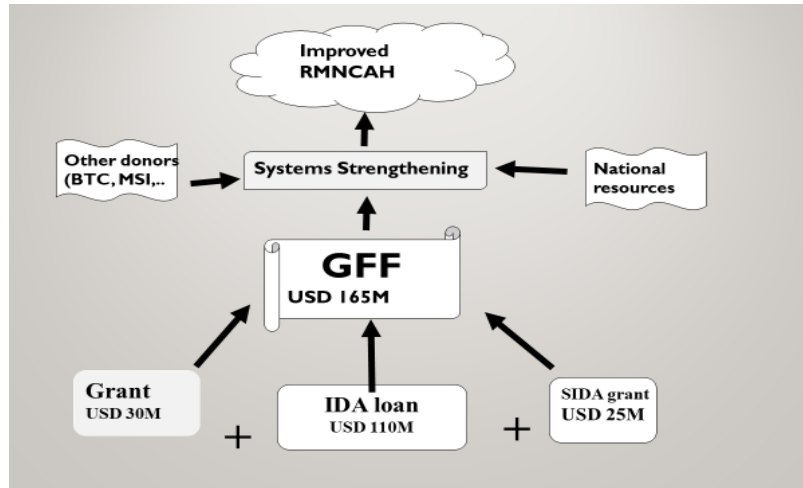 Improved
RMNCAH
Other donors
(BTC, MSI,..
Systems Strengthening
National
resources
GFF
USD 165M
Grant
USD 30M
+
IDA loan
USD 110M
+
SIDA grant
USD 25M